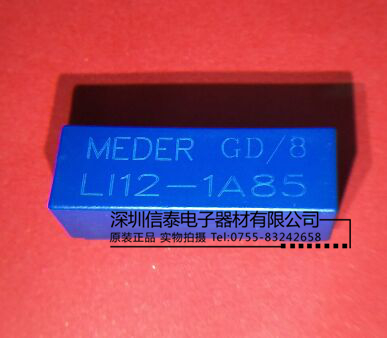 MEDER GD/8
LI12-1A85
深圳信泰电子器材有限公司
原装正品 实物拍摄 Tel:0755-83242658